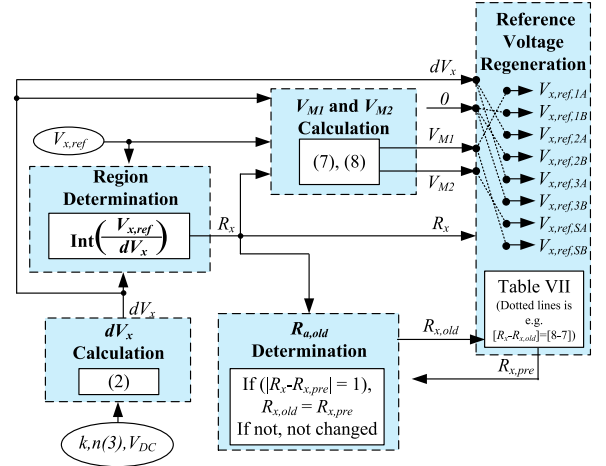 Reference
Voltage
Regeneration
dV_x
0
V_M1
V_M2
R_x
V_x,ref,1A
V_x,ref,1B
V_x,ref,2A
V_x,ref,2B
V_x,ref,3A
V_x,ref,3B
V_x,ref,SA
V_x,ref,SB
V_M1 and V_M2
Calculation
(7), (8)
V_x,ref
Region
Determination
Int(V_x,ref/dV_x)
R_x
dV_x
dV_x
Calculation
(2)
k,n(3),V_DC
R_a,old
Determination
If (|R_x-R_x,pre| = 1),
R_x,old = R_x,pre
If not, not changed
R_x,old
R_x,pre
Table VII
(Dotted lines is
e.g.
[R_x-R_x,old]=[8-7])